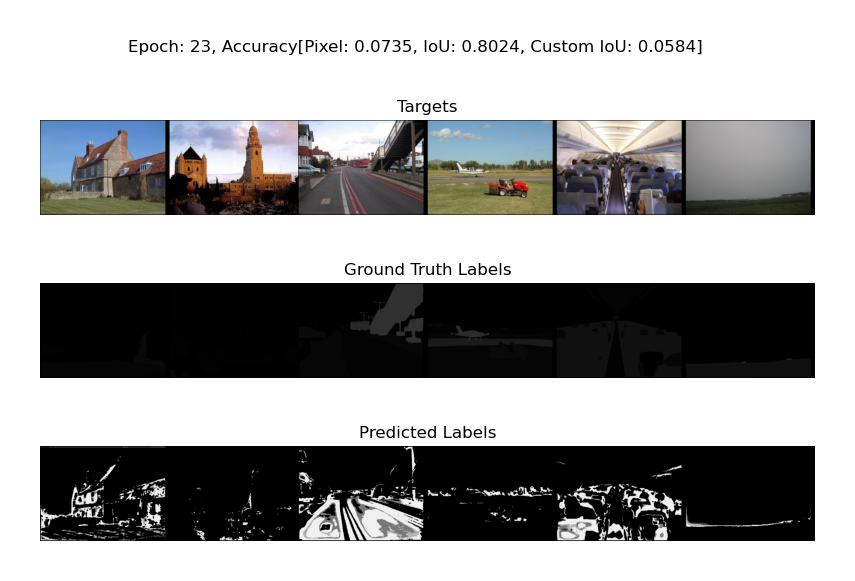 Epoch: 23, Accuracy[Pixel: 0.0735, IoU: 0.8024, Custom IoU: 0.0584]
Targets
Ground Truth Labels
Predicted Labels